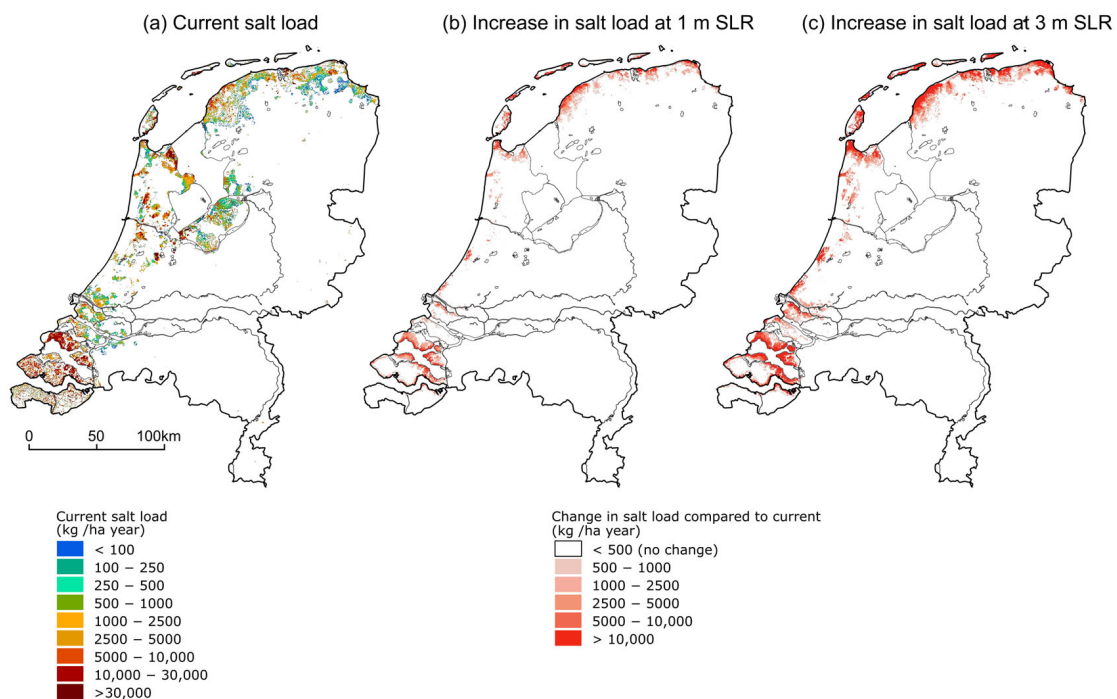 (a) Current salt load
(b) Increase in salt load at 1 m SLR
(c) Increase in salt load at 3 m SLR
0 50 100km
Current salt load
(kg /ha year)
< 100
100 – 250
250 – 500
500 – 1000
1000 – 2500
2500 – 5000
5000 – 10,000
10,000 – 30,000
>30,000
Change in salt load compared to current
(kg /ha year)
< 500 (no change)
500 – 1000
1000 – 2500
2500 – 5000
5000 – 10,000
> 10,000